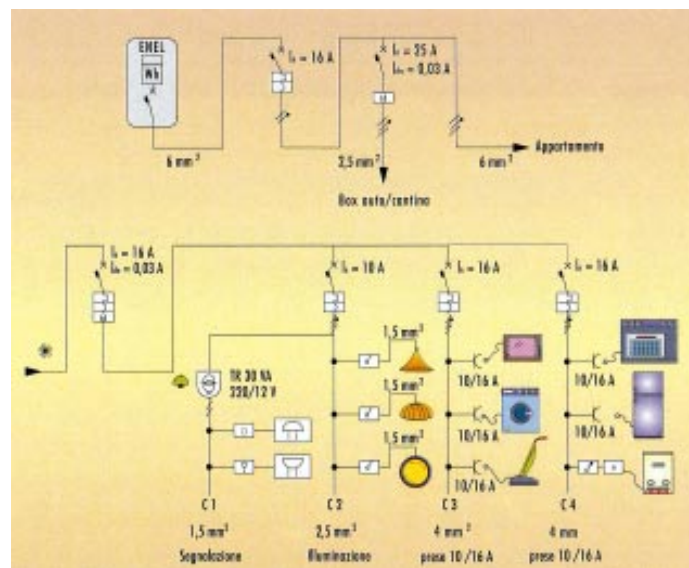 ENEL
Wh
In = 16 A
In = 25 A
Idn = 0,03 A
6 mm²
2,5 mm²
6 mm²
Appartamento
Box auto/cantina
In = 16 A
Idn = 0,03 A
In = 10 A
In = 16 A
In = 16 A
TR 30 VA
220/12 V
1,5 mm²
1,5 mm²
1,5 mm²
10/16 A
10/16 A
10/16 A
10/16 A
10/16 A
C 1
C 2
C 3
C 4
1,5 mm²
2,5 mm²
4 mm²
4 mm
Segnalazione
Illuminazione
prese 10/16 A
prese 10/16 A